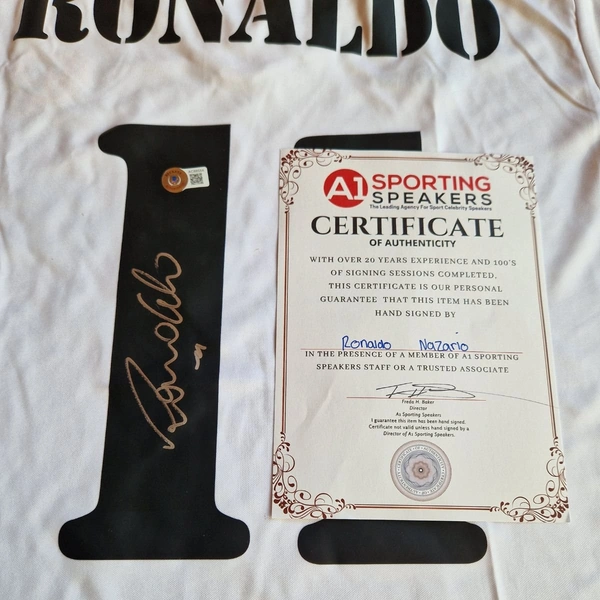 RONALDO
11
Ronaldo
A1 SPORTING
SPEAKERS
The Leading Agency For Sport Celebrity Speakers
CERTIFICATE
OF AUTHENTICITY
WITH OVER 20 YEARS EXPERIENCE AND 100'S
OF SIGNING SESSIONS COMPLETED,
THIS CERTIFICATE IS OUR PERSONAL
GUARANTEE THAT THIS ITEM HAS BEEN
HAND SIGNED BY
Ronaldo Nazario
IN THE PRESENCE OF A MEMBER OF A1 SPORTING
SPEAKERS STAFF OR A TRUSTED ASSOCIATE
Freda H. Baker
Director
A1 Sporting Speakers
I guarantee this item has been hand signed.
Certificate not valid unless hand signed by a
Director of A1 Sporting Speakers.